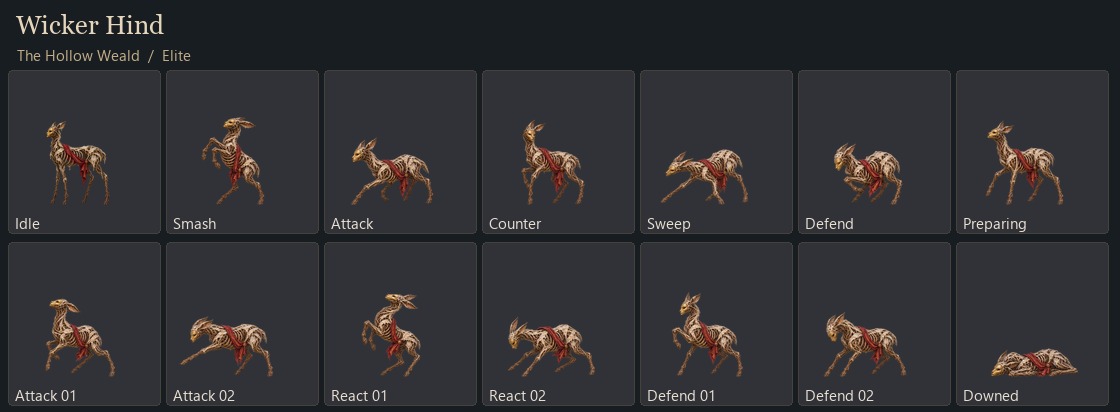 Wicker Hind
The Hollow Weald / Elite
Idle
Smash
Attack
Counter
Sweep
Defend
Preparing
Attack 01
Attack 02
React 01
React 02
Defend 01
Defend 02
Downed